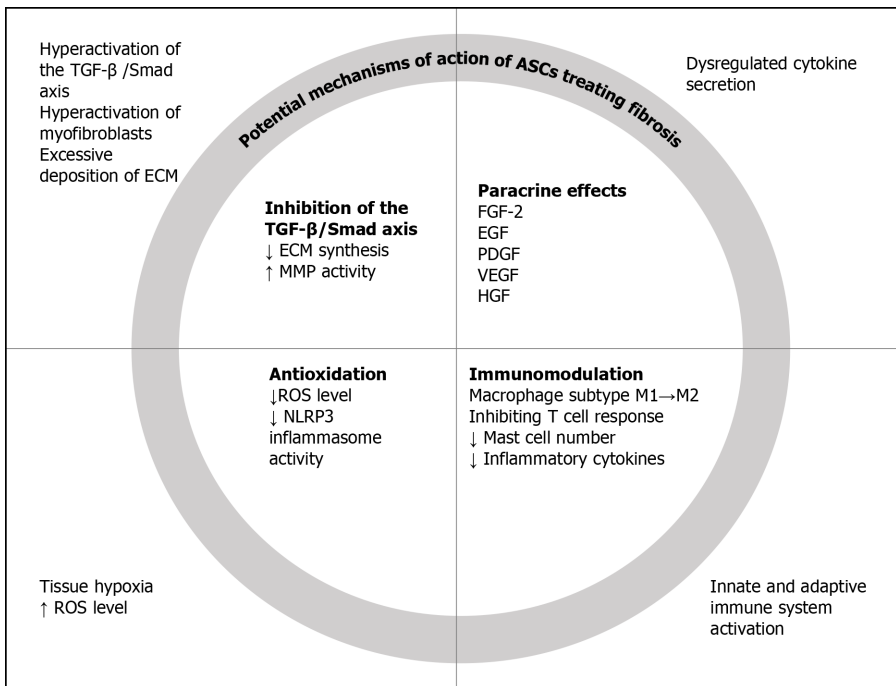 Hyperactivation of
the TGF-β /Smad
axis
Hyperactivation of
myofibroblasts
Excessive
deposition of ECM
Potential mechanisms of action of ASCs treating fibrosis
Dysregulated cytokine
secretion
Inhibition of the
TGF-β/Smad axis
↓ ECM synthesis
↑ MMP activity
Paracrine effects
FGF-2
EGF
PDGF
VEGF
HGF
Antioxidation
↓ROS level
↓ NLRP3
inflammasome
activity
Immunomodulation
Macrophage subtype M1→M2
Inhibiting T cell response
↓ Mast cell number
↓ Inflammatory cytokines
Tissue hypoxia
↑ ROS level
Innate and adaptive
immune system
activation